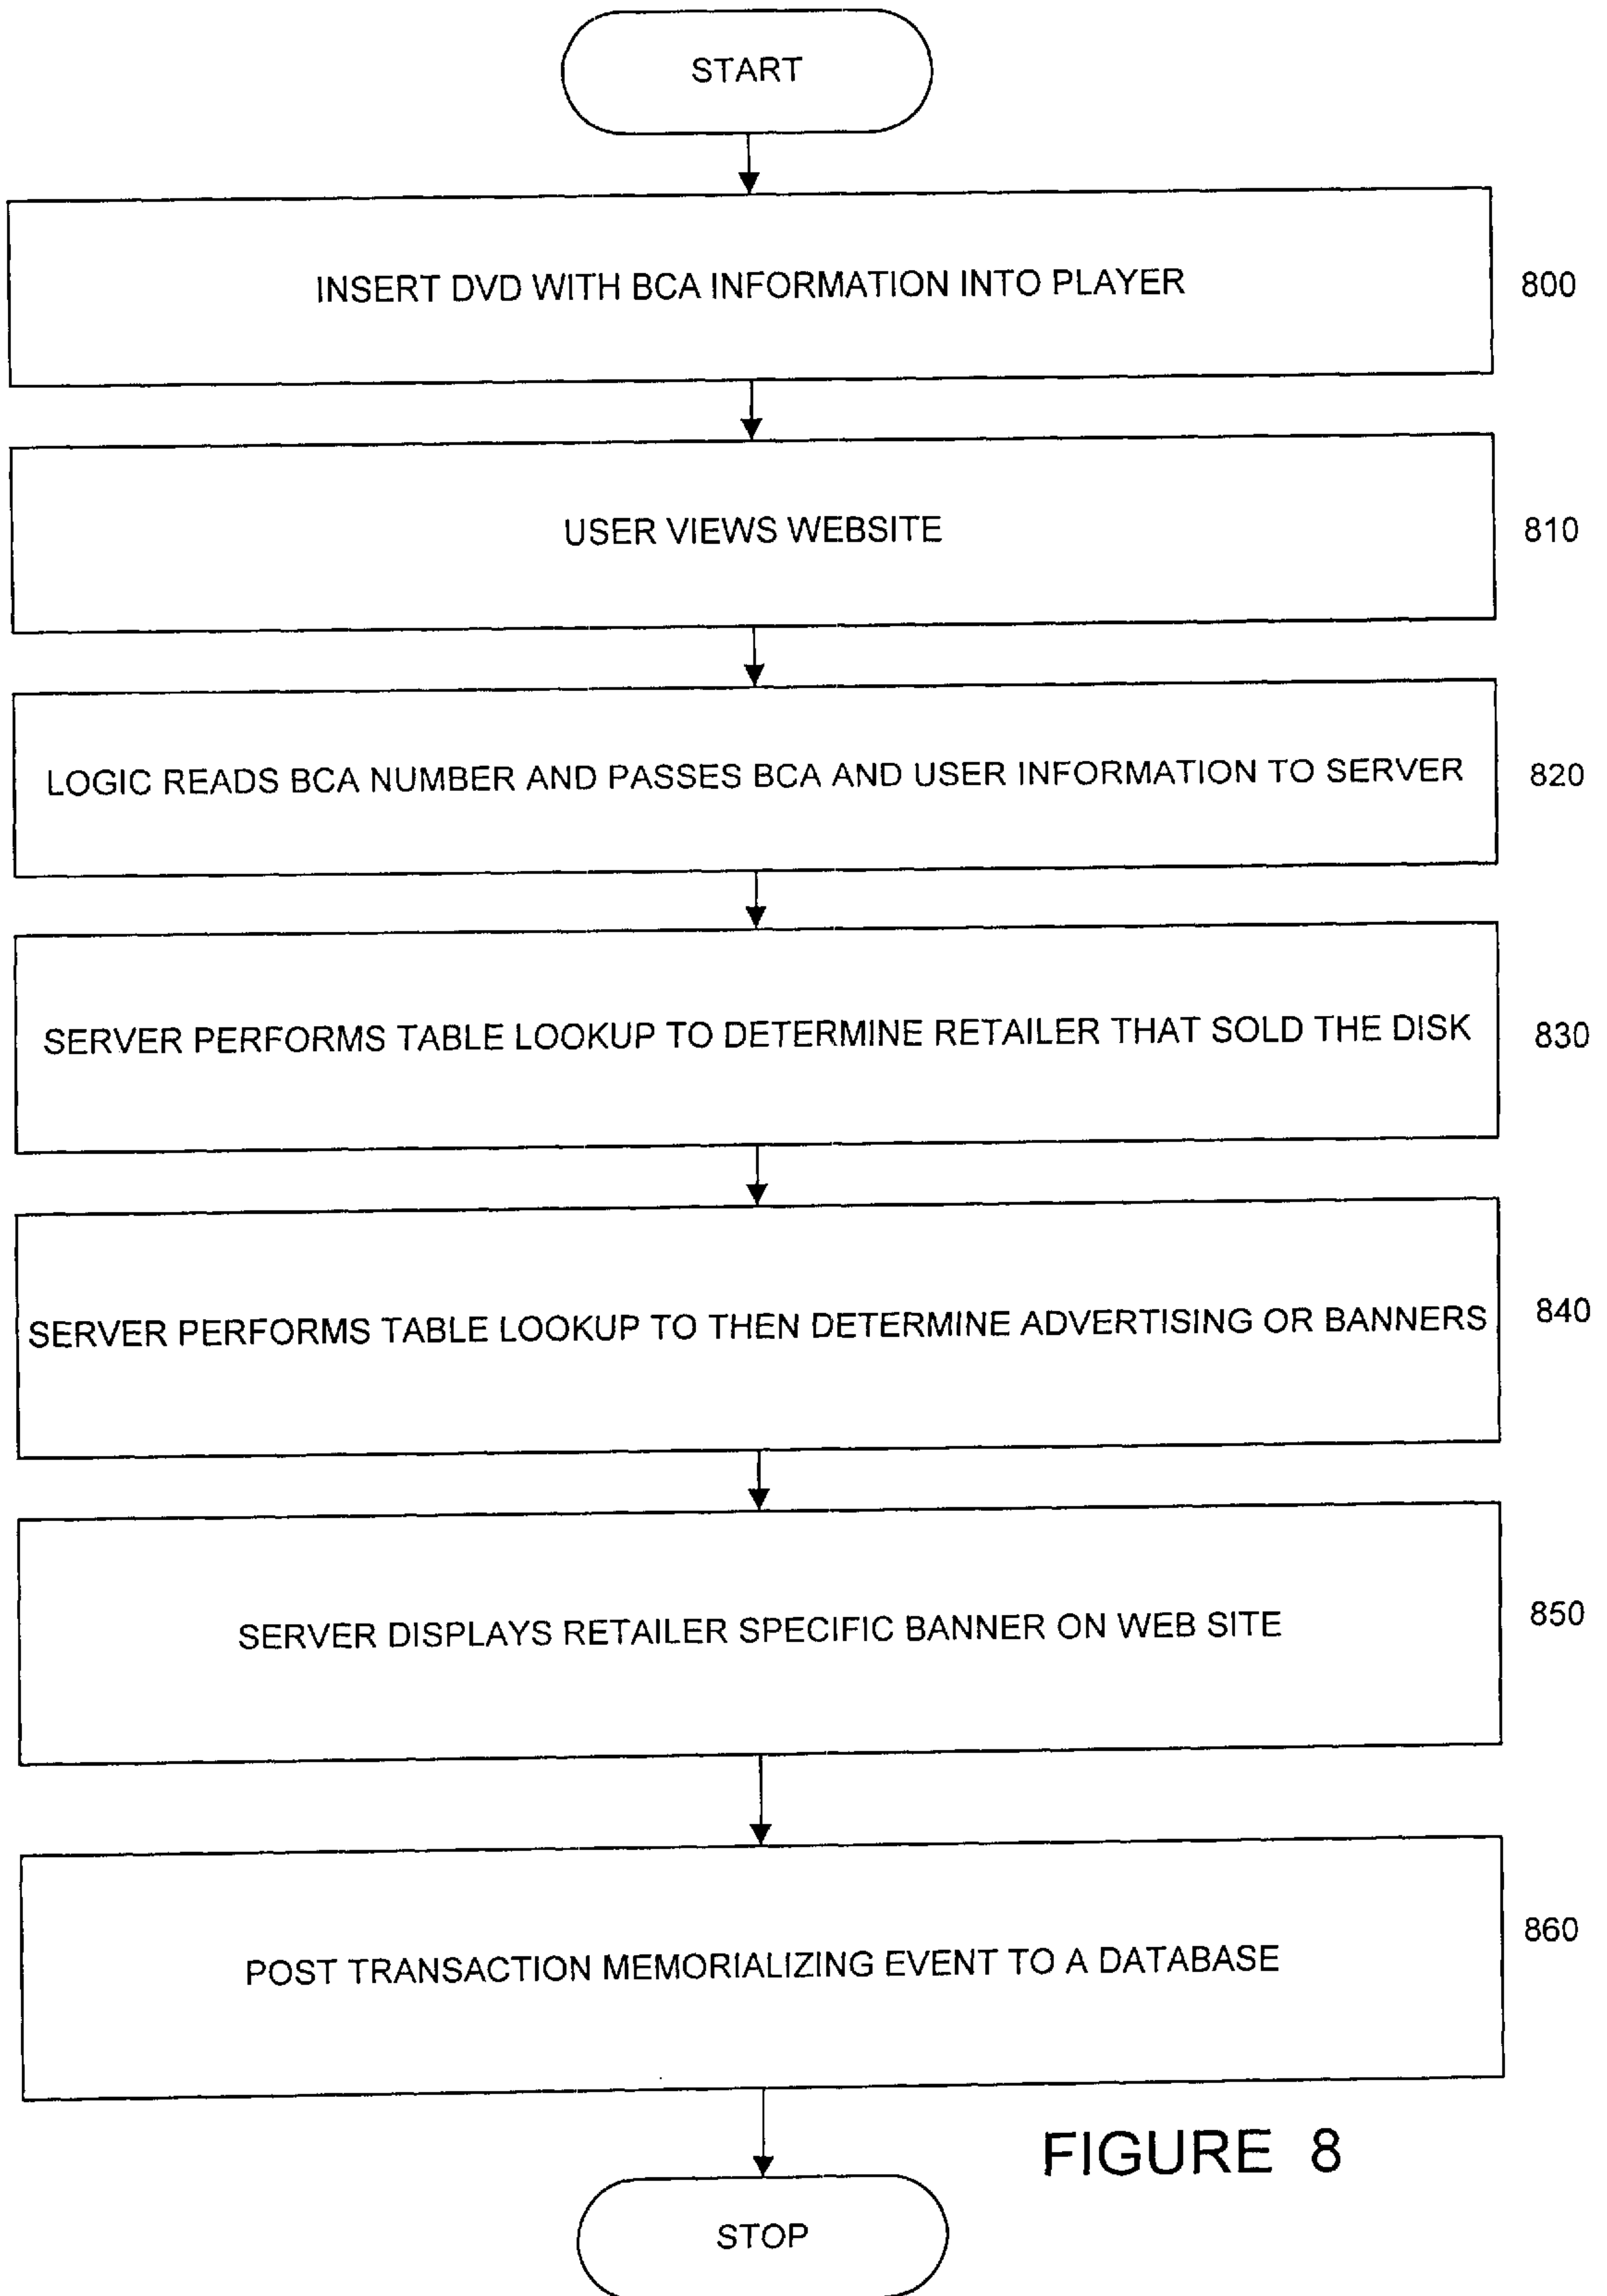 START
INSERT DVD WITH BCA INFORMATION INTO PLAYER
800
USER VIEWS WEBSITE
810
LOGIC READS BCA NUMBER AND PASSES BCA AND USER INFORMATION TO SERVER
820
SERVER PERFORMS TABLE LOOKUP TO DETERMINE RETAILER THAT SOLD THE DISK
830
SERVER PERFORMS TABLE LOOKUP TO THEN DETERMINE ADVERTISING OR BANNERS
840
SERVER DISPLAYS RETAILER SPECIFIC BANNER ON WEB SITE
850
POST TRANSACTION MEMORIALIZING EVENT TO A DATABASE
860
FIGURE 8
STOP